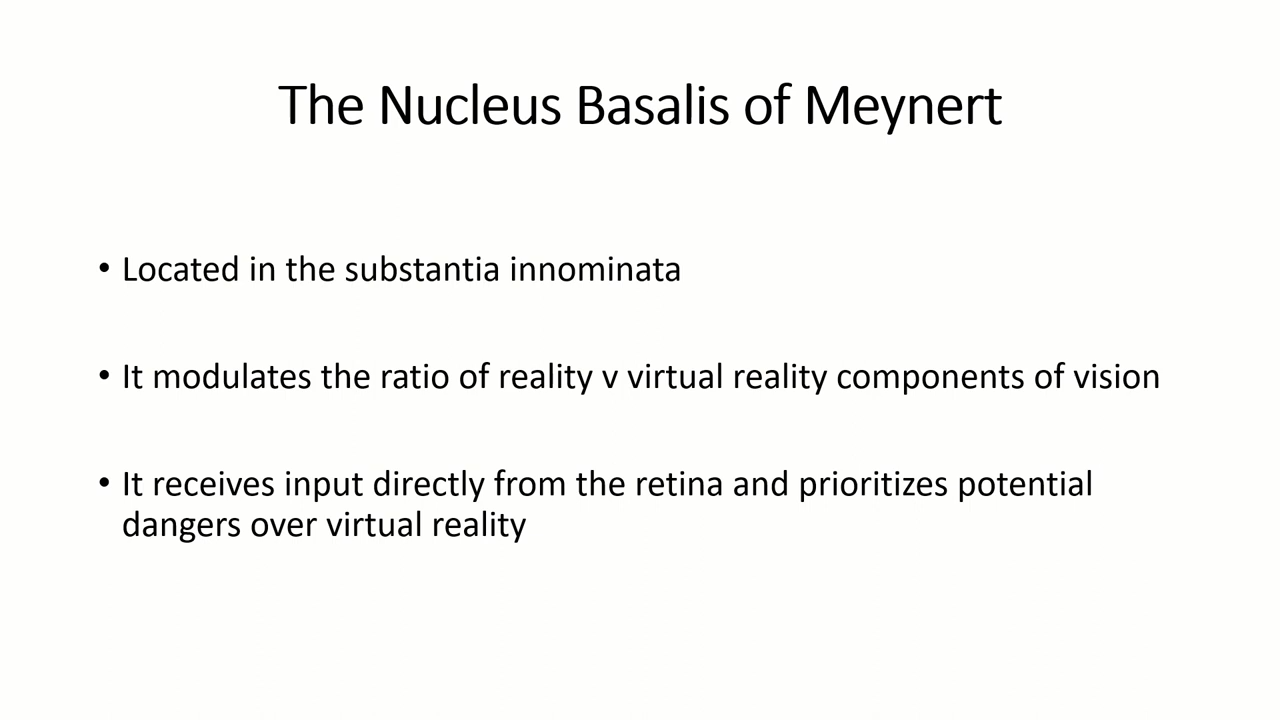 The Nucleus Basalis of Meynert
• Located in the substantia innominata
• It modulates the ratio of reality v virtual reality components of vision
• It receives input directly from the retina and prioritizes potential
dangers over virtual reality